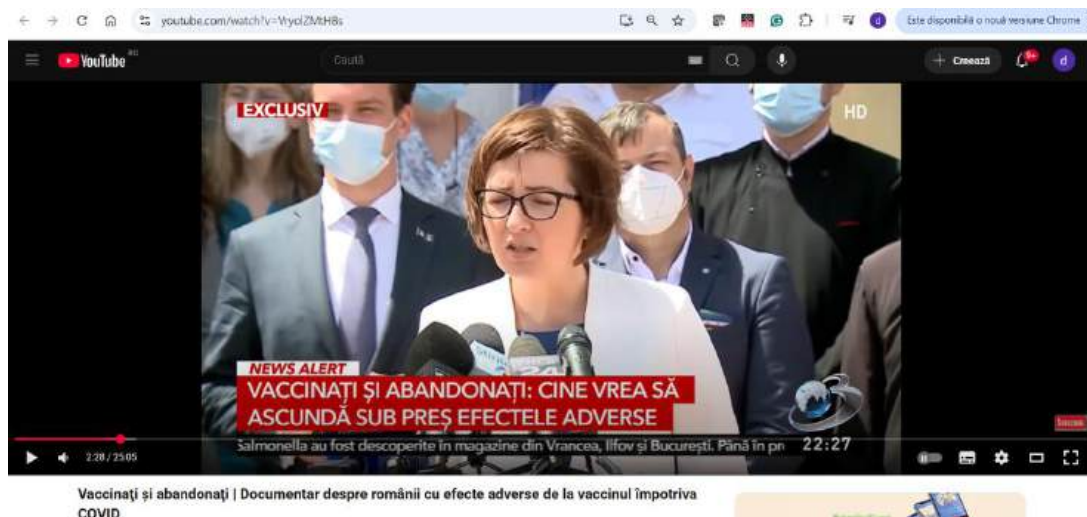 youtube.com/watch?v=
Este disponibilă o nouă versiune Chrome
YouTube RO
Caută
Creează
9+
d
EXCLUSIV
HD
NEWS ALERT
VACCINAȚI ȘI ABANDONAȚI: CINE VREA SĂ
ASCUNDĂ SUB PREȘ EFECTELE ADVERSE
Salmonella au fost descoperite în magazine din Vrancea, Ilfov și București. Până în pr 22:27
2:28 / 25:05
Vaccinați și abandonați | Documentar despre românii cu efecte adverse de la vaccinul împotriva
COVID